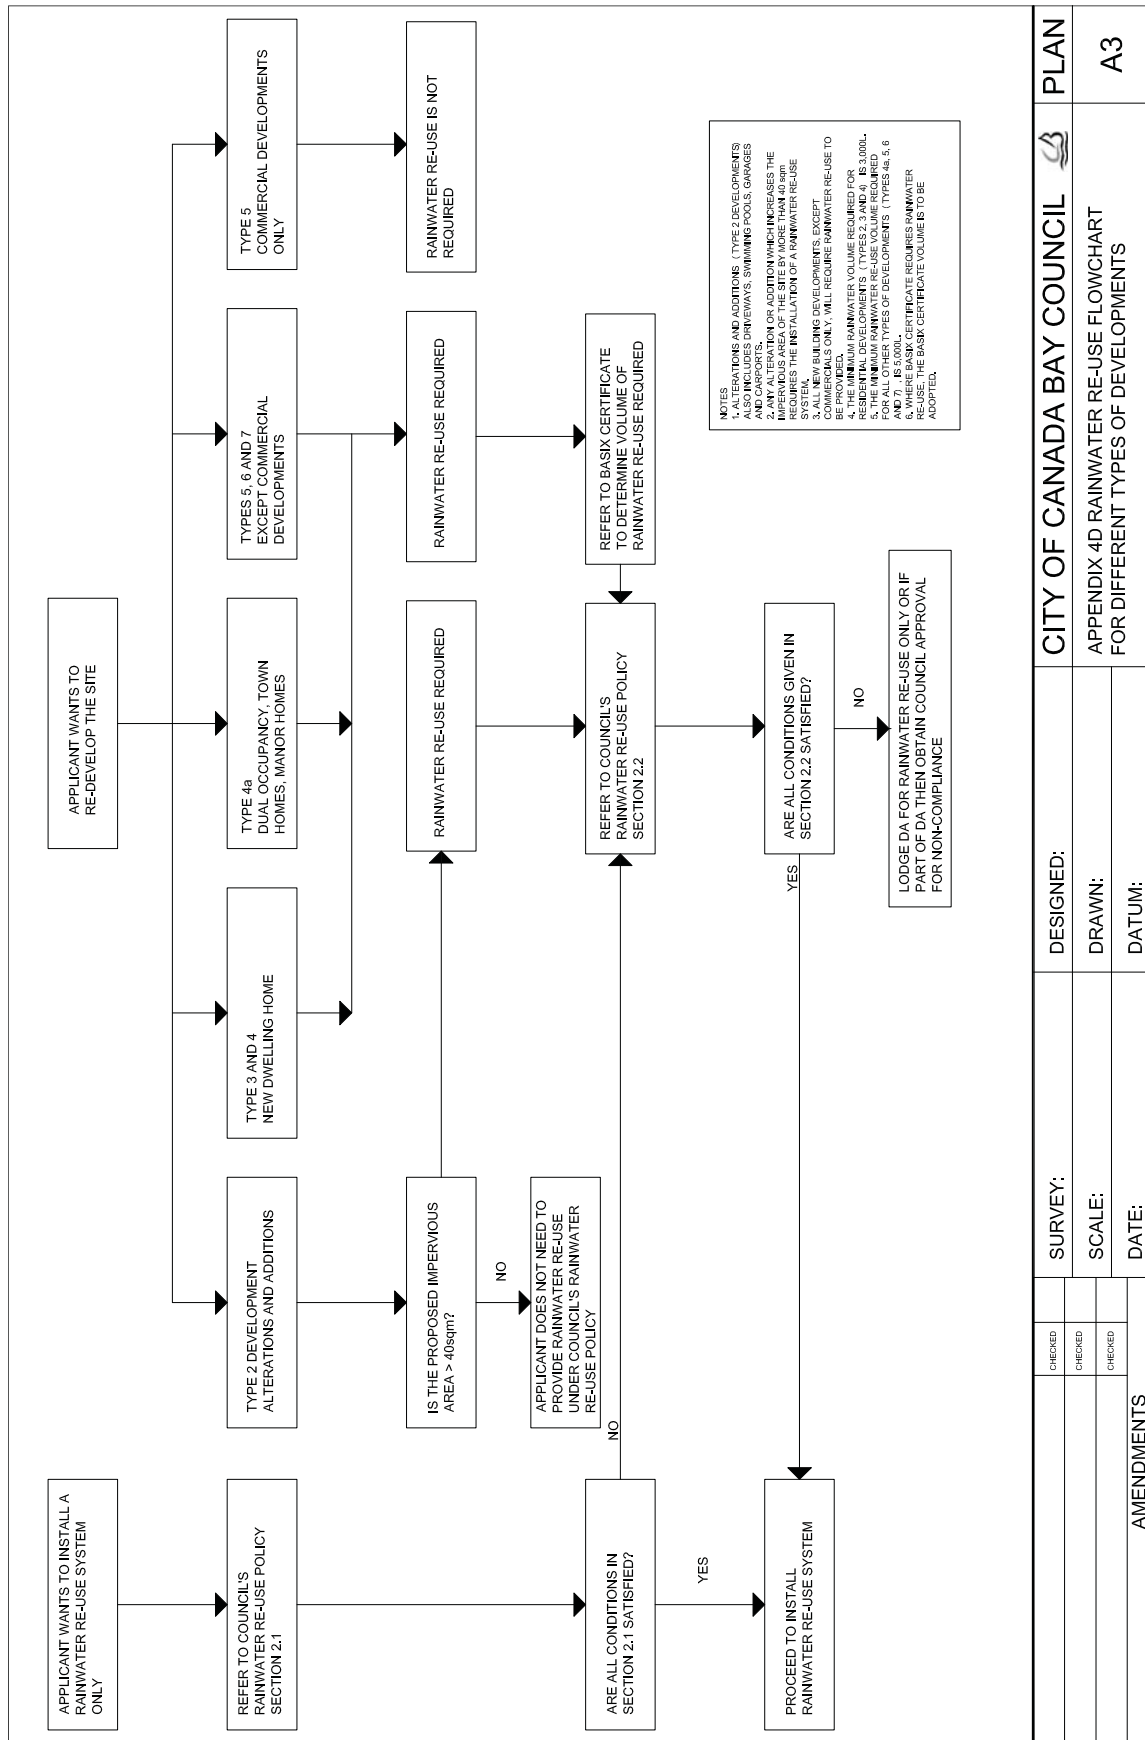 APPLICANT WANTS TO INSTALL A
RAINWATER RE-USE SYSTEM
ONLY
APPLICANT WANTS TO
RE-DEVELOP THE SITE
REFER TO COUNCIL'S
RAINWATER RE-USE POLICY
SECTION 2.1
TYPE 2 DEVELOPMENT
ALTERATIONS AND ADDITIONS
TYPE 3 AND 4
NEW DWELLING HOME
TYPE 4a
DUAL OCCUPANCY, TOWN
HOMES, MANOR HOMES
TYPES 5, 6 AND 7
EXCEPT COMMERCIAL
DEVELOPMENTS
TYPE 5
COMMERCIAL DEVELOPMENTS
ONLY
IS THE PROPOSED IMPERVIOUS
AREA > 40sqm?
RAINWATER RE-USE REQUIRED
RAINWATER RE-USE REQUIRED
RAINWATER RE-USE IS NOT
REQUIRED
NO
APPLICANT DOES NOT NEED TO
PROVIDE RAINWATER RE-USE
UNDER COUNCIL'S RAINWATER
RE-USE POLICY
ARE ALL CONDITIONS IN
SECTION 2.1 SATISFIED?
NO
REFER TO COUNCIL'S
RAINWATER RE-USE POLICY
SECTION 2.2
REFER TO BASIX CERTIFICATE
TO DETERMINE VOLUME OF
RAINWATER RE-USE REQUIRED
YES
PROCEED TO INSTALL
RAINWATER RE-USE SYSTEM
YES
ARE ALL CONDITIONS GIVEN IN
SECTION 2.2 SATISFIED?
NO
LODGE DA FOR RAINWATER RE-USE ONLY OR IF
PART OF DA THEN OBTAIN COUNCIL APPROVAL
FOR NON-COMPLIANCE
NOTES
1. ALTERATIONS AND ADDITIONS (TYPE 2 DEVELOPMENTS)
ALSO INCLUDES DRIVEWAYS, SWIMMING POOLS, GARAGES
AND CARPORTS.
2. ANY ALTERATION OR ADDITION WHICH INCREASES THE
IMPERVIOUS AREA OF THE SITE BY MORE THAN 40 sqm
REQUIRES THE INSTALLATION OF A RAINWATER RE-USE
SYSTEM.
3. ALL NEW BUILDING DEVELOPMENTS, EXCEPT
COMMERCIALS ONLY, WILL REQUIRE RAINWATER RE-USE TO
BE PROVIDED.
4. THE MINIMUM RAINWATER VOLUME REQUIRED FOR
RESIDENTIAL DEVELOPMENTS (TYPES 2, 3 AND 4) IS 3,000L.
5. THE MINIMUM RAINWATER RE-USE VOLUME REQUIRED
FOR ALL OTHER TYPES OF DEVELOPMENTS (TYPES 4a, 5, 6
AND 7) , IS 5,000L.
6. WHERE BASIX CERTIFICATE REQUIRES RAINWATER
RE-USE, THE BASIX CERTIFICATE VOLUME IS TO BE
ADOPTED.
CHECKED
CHECKED
CHECKED
AMENDMENTS
SURVEY:
SCALE:
DATE:
DESIGNED:
DRAWN:
DATUM:
CITY OF CANADA BAY COUNCIL
PLAN
APPENDIX 4D RAINWATER RE-USE FLOWCHART
FOR DIFFERENT TYPES OF DEVELOPMENTS
A3